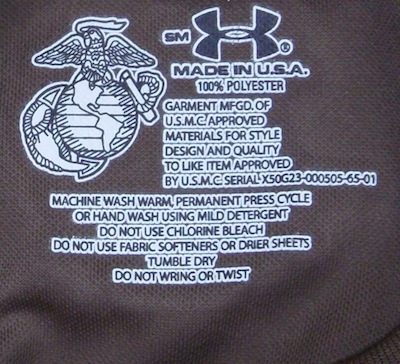 SM
®
MADE IN U.S.A.
100% POLYESTER
GARMENT MFGD. OF
U.S.M.C. APPROVED
MATERIALS FOR STYLE
DESIGN AND QUALITY
TO LIKE ITEM APPROVED
BY U.S.M.C. SERIAL X50G23-000505-65-01
MACHINE WASH WARM, PERMANENT PRESS CYCLE
OR HAND WASH USING MILD DETERGENT
DO NOT USE CHLORINE BLEACH
DO NOT USE FABRIC SOFTENERS OR DRIER SHEETS
TUMBLE DRY
DO NOT WRING OR TWIST